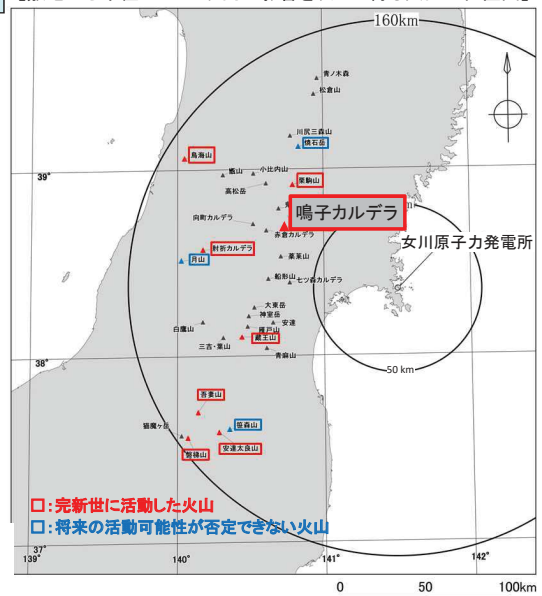 160km
青ノ木森
松倉山
川尻三森山
焼石岳
鳥海山
39°
小比内山
高松岳
栗駒山
鳴子カルデラ
向町カルデラ
赤倉カルデラ
女川原子力発電所
肘折カルデラ
薬莱山
月山
船形山
七ツ森カルデラ
大東岳
神室岳
安達
白鷹山
雁戸山
蔵王山
三吉・葉山
38°
青麻山
50 km
吾妻山
笹森山
猫魔ヶ岳
安達太良山
磐梯山
□：完新世に活動した火山
□：将来の活動可能性が否定できない火山
37°
139°
140°
141°
142°
0 50 100km